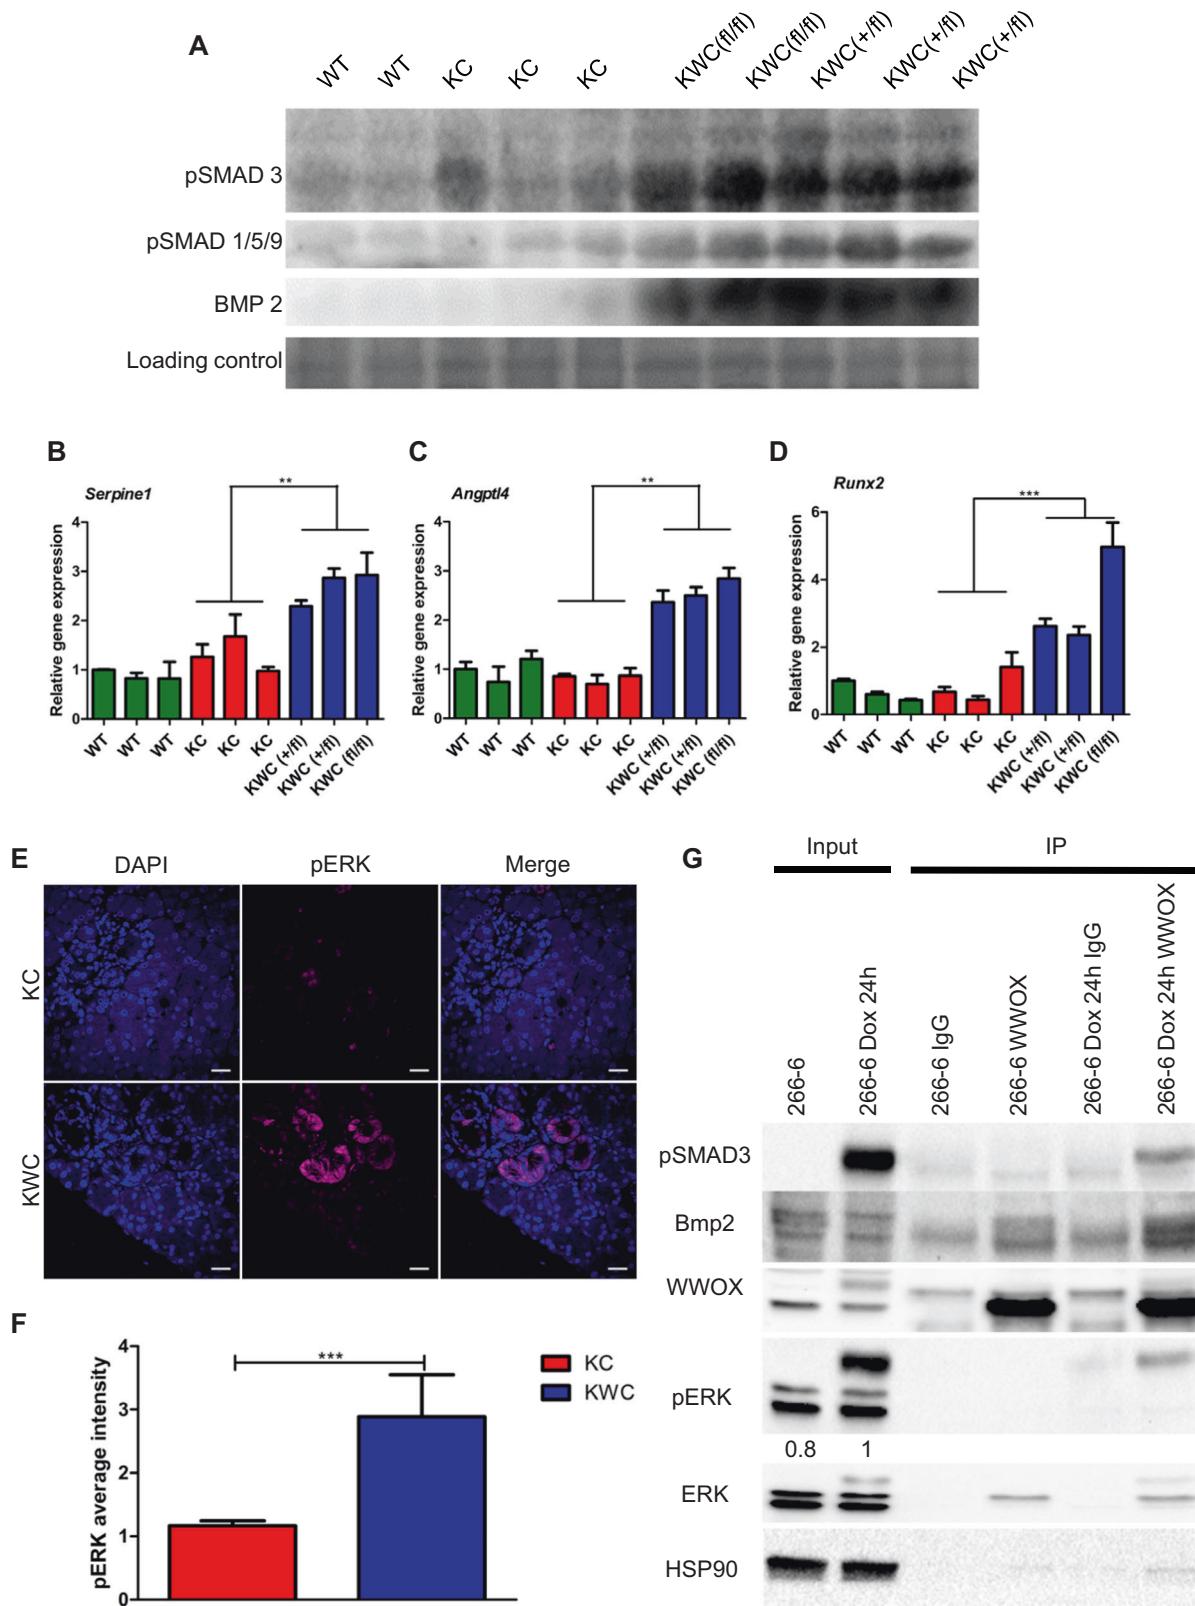 A
WT WT KC KC KC KWC(fl/fl) KWC(fl/fl) KWC(+/fl) KWC(+/fl) KWC(+/fl)
pSMAD 3
pSMAD 1/5/9
BMP 2
Loading control
B
Serpine1
**
Relative gene expression
4
3
2
1
0
WT WT WT KC KC KC KWC (+/fl) KWC (+/fl) KWC (fl/fl)
C
Angptl4
**
Relative gene expression
4
3
2
1
0
WT WT WT KC KC KC KWC (+/fl) KWC (+/fl) KWC (fl/fl)
D
Runx2
***
Relative gene expression
6
4
2
0
WT WT WT KC KC KC KWC (+/fl) KWC (+/fl) KWC (fl/fl)
E
DAPI pERK Merge
KC
KWC
F
***
pERK average intensity
4
3
2
1
0
KC
KWC
G
Input IP
266-6
266-6 Dox 24h
266-6 IgG
266-6 WWOX
266-6 Dox 24h IgG
266-6 Dox 24h WWOX
pSMAD3
Bmp2
WWOX
pERK
0.8 1
ERK
HSP90